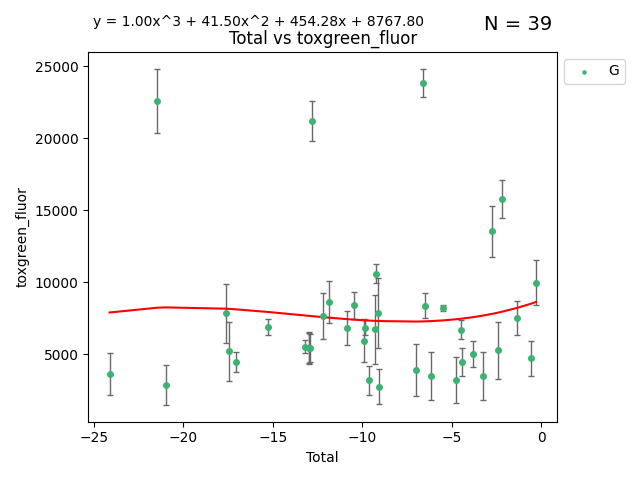 y = 1.00x^3 + 41.50x^2 + 454.28x + 8767.80
N = 39
Total vs toxgreen_fluor
G
25000
20000
15000
10000
5000
toxgreen_fluor
−25 −20 −15 −10 −5 0
Total